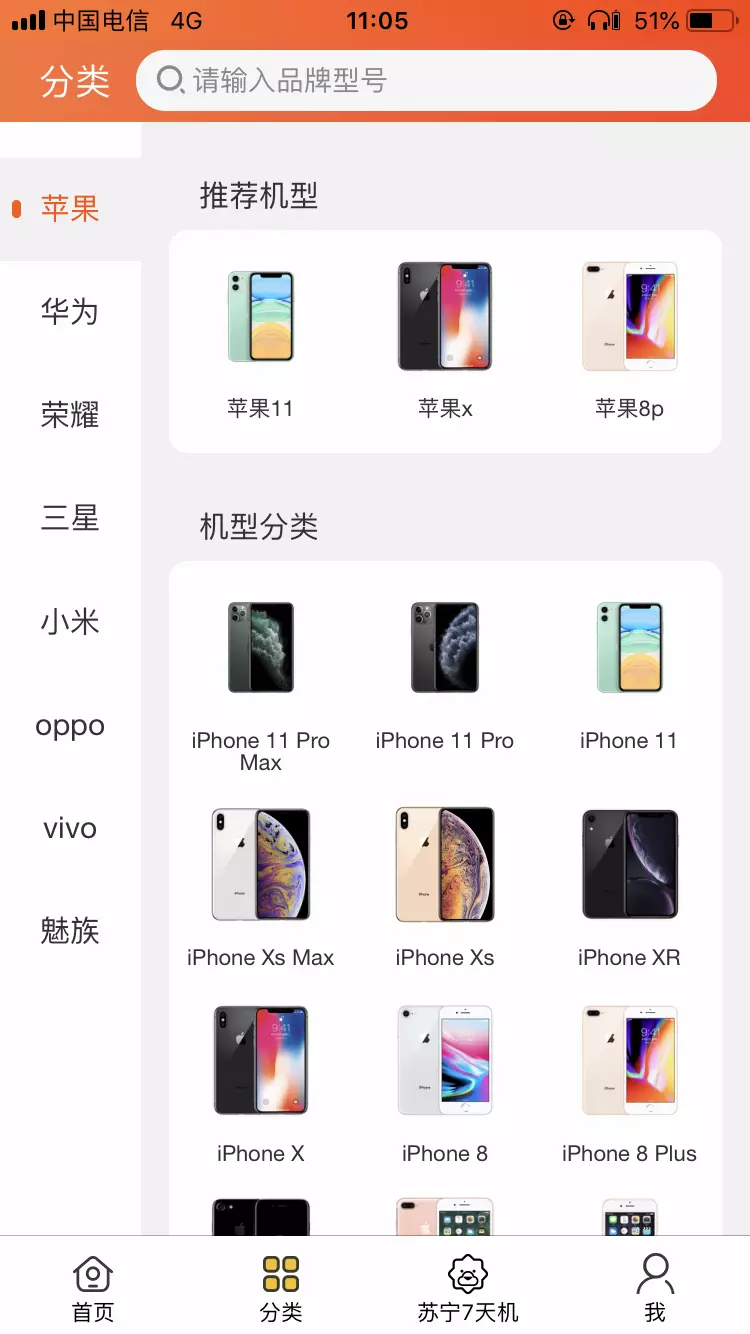 中国电信 4G 11:05 51%
分类 请输入品牌型号
苹果
华为
荣耀
三星
小米
oppo
vivo
魅族
推荐机型
苹果11 苹果x 苹果8p
机型分类
iPhone 11 Pro Max
iPhone 11 Pro
iPhone 11
iPhone Xs Max
iPhone Xs
iPhone XR
iPhone X
iPhone 8
iPhone 8 Plus
首页 分类 苏宁7天机 我